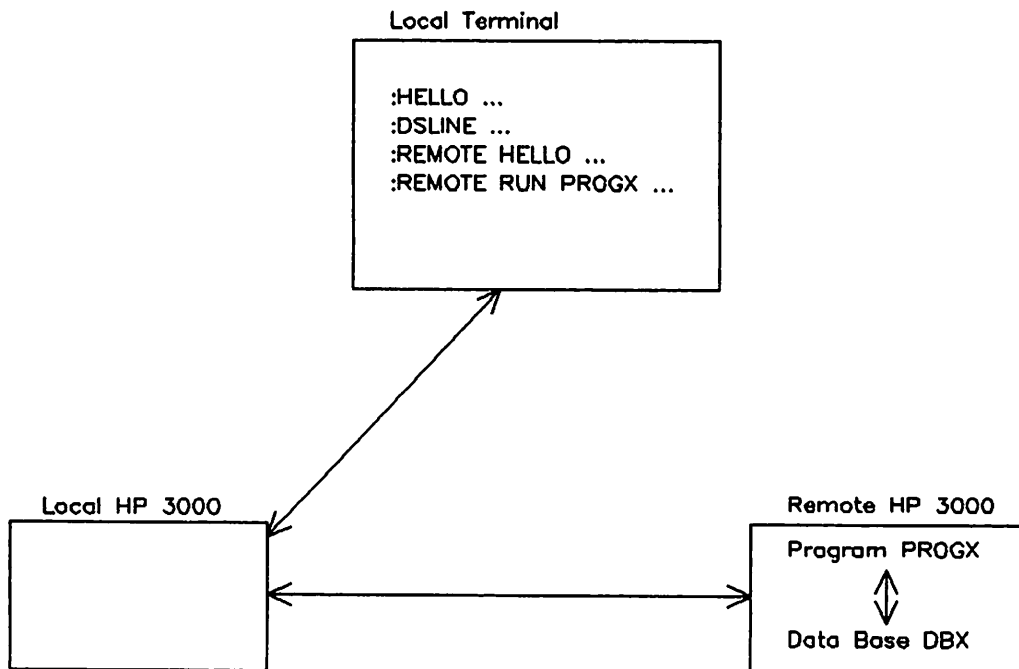 Local Terminal
:HELLO ...
:DSLINE ...
:REMOTE HELLO ...
:REMOTE RUN PROGX ...
Local HP 3000
Remote HP 3000
Program PROGX
Data Base DBX